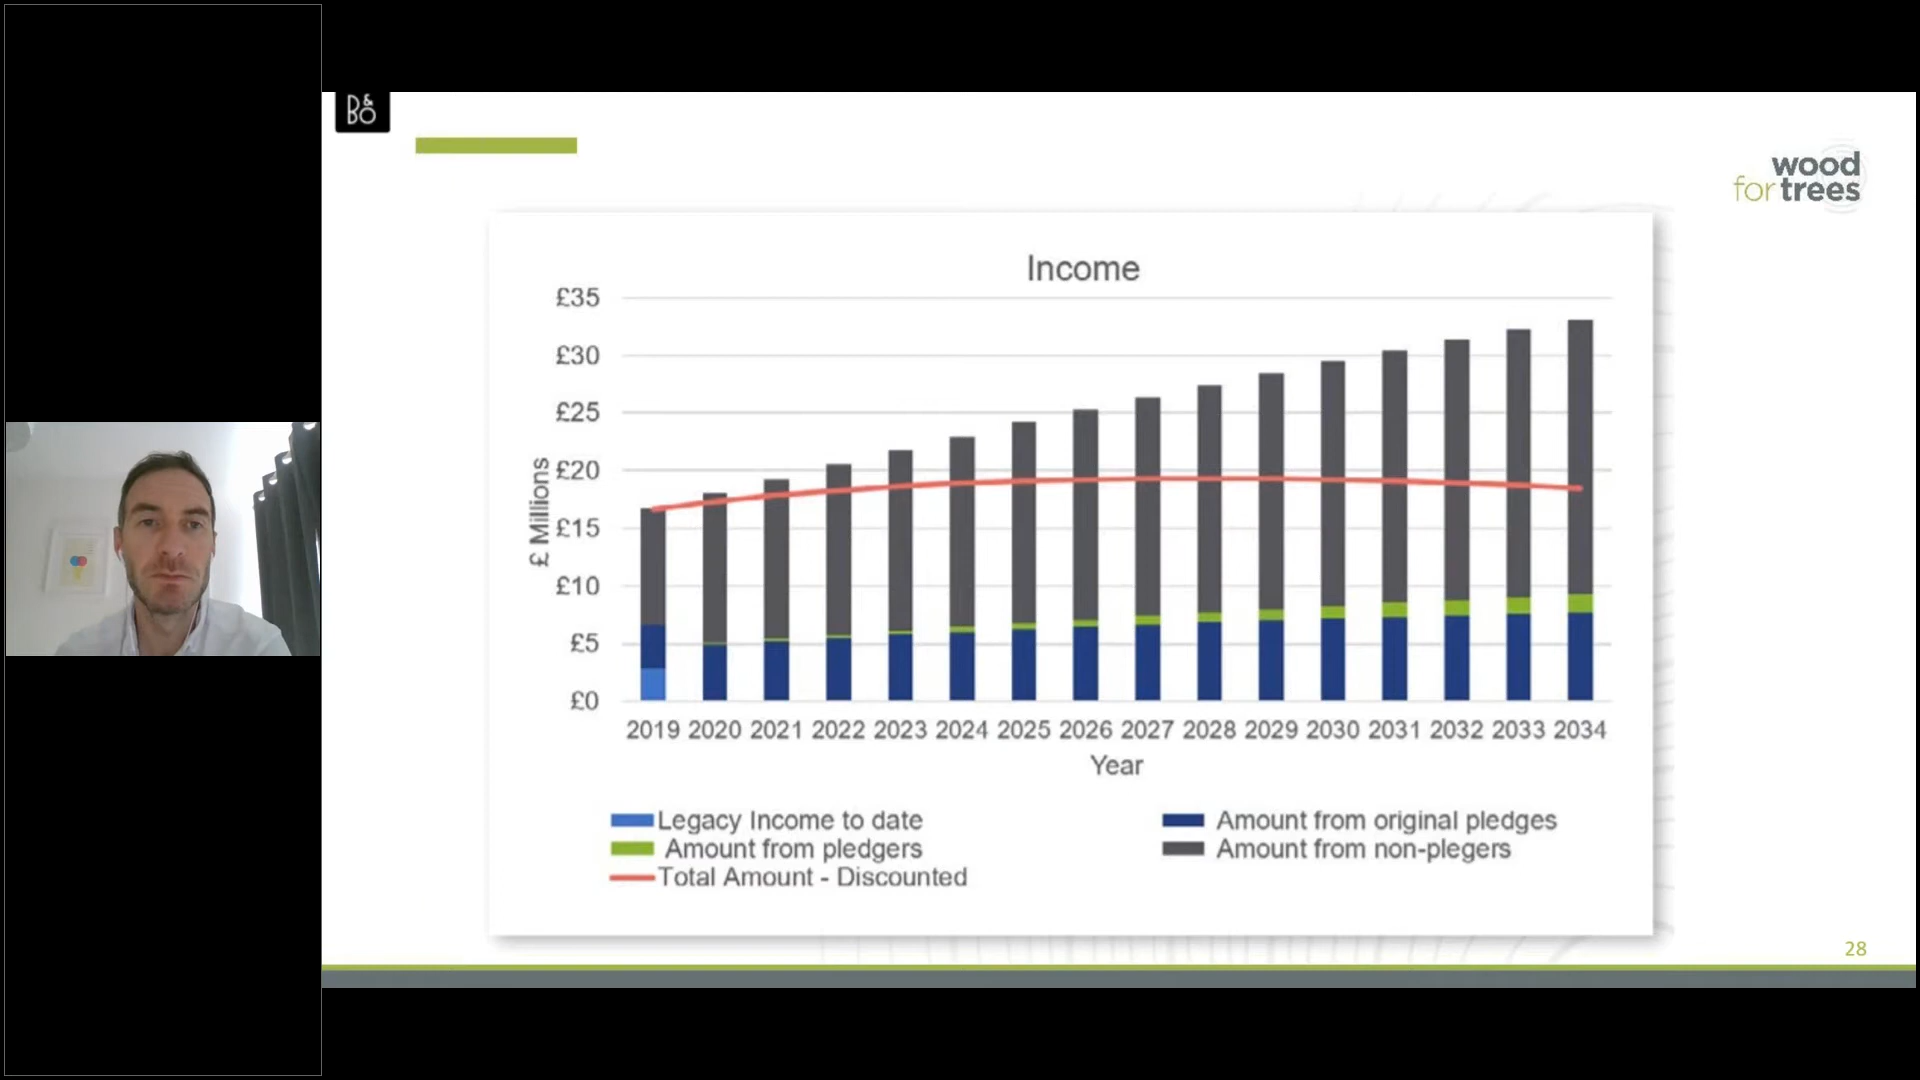 B&O
wood
for trees
Income
£35
£30
£25
£20
£15
£10
£5
£0
£ Millions
2019 2020 2021 2022 2023 2024 2025 2026 2027 2028 2029 2030 2031 2032 2033 2034
Year
Legacy Income to date
Amount from original pledges
Amount from pledgers
Amount from non-plegers
Total Amount - Discounted
28